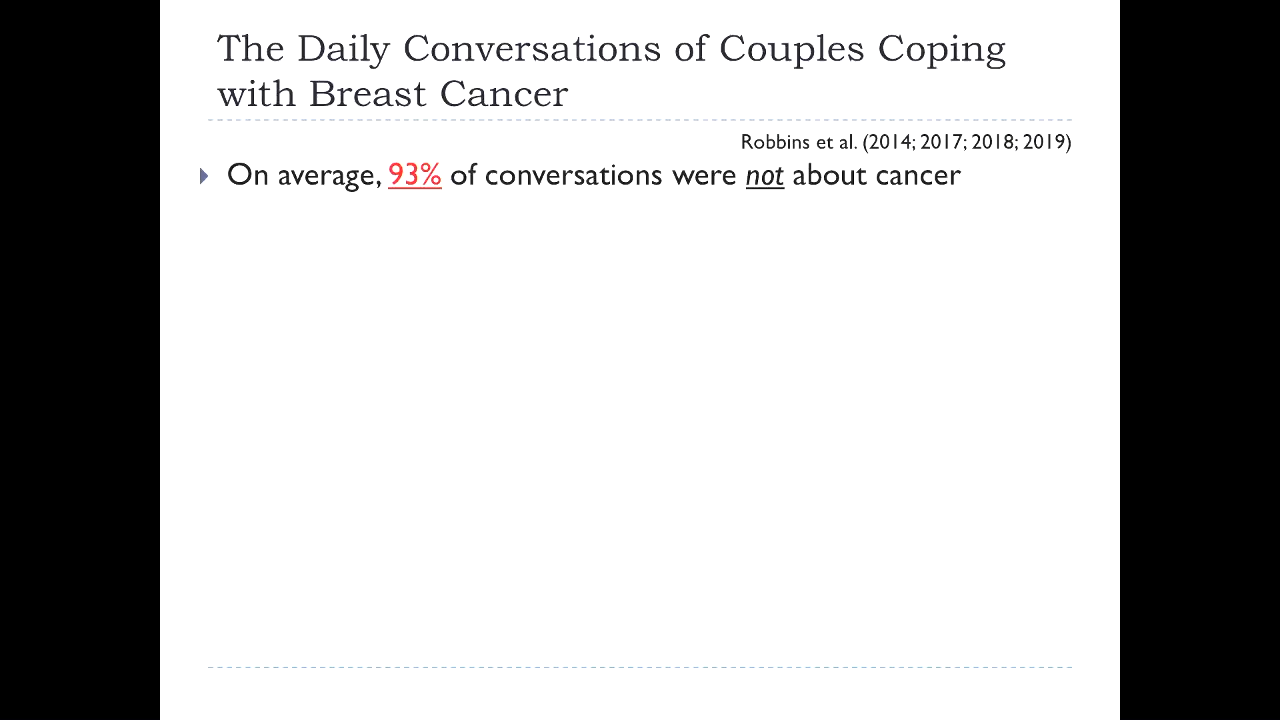 The Daily Conversations of Couples Coping
with Breast Cancer
Robbins et al. (2014; 2017; 2018; 2019)
On average, 93% of conversations were not about cancer